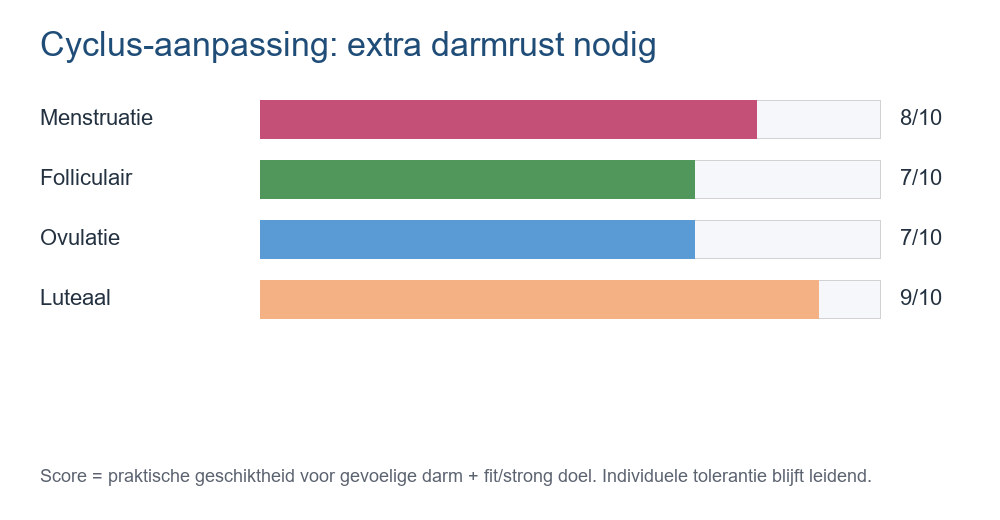 Cyclus-aanpassing: extra darmrust nodig
Menstruatie 8/10
Folliculair 7/10
Ovulatie 7/10
Luteaal 9/10
Score = praktische geschiktheid voor gevoelige darm + fit/strong doel. Individuele tolerantie blijft leidend.